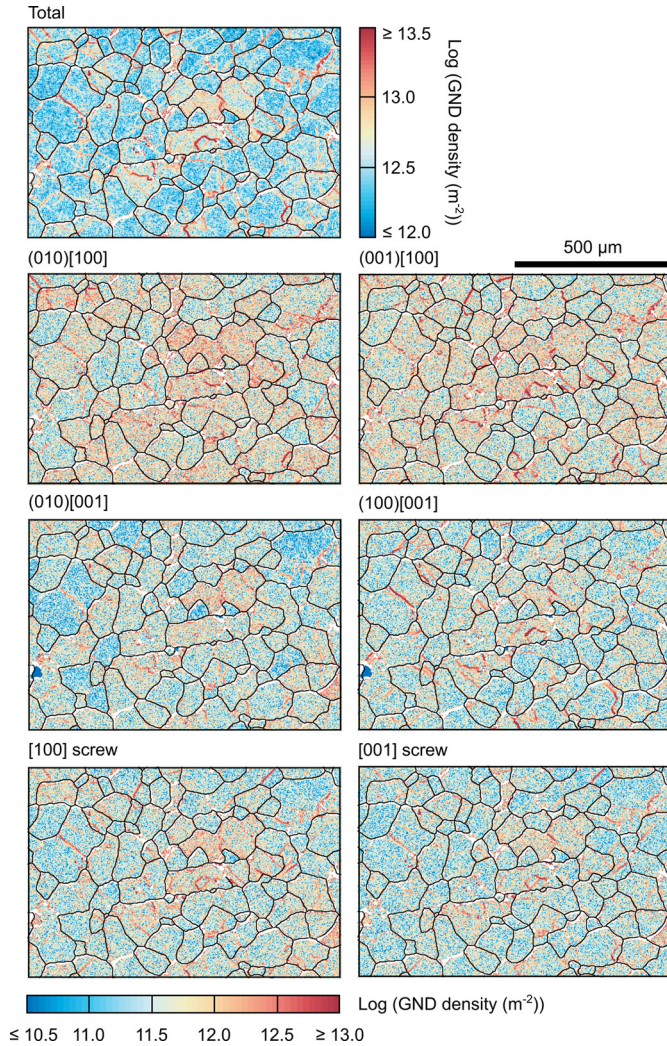 Total
≥ 13.5
13.0
12.5
≤ 12.0
Log (GND density (m⁻²))
(010)[100]
(001)[100]
500 µm
(010)[001]
(100)[001]
[100] screw
[001] screw
Log (GND density (m⁻²))
≤ 10.5 11.0 11.5 12.0 12.5 ≥ 13.0